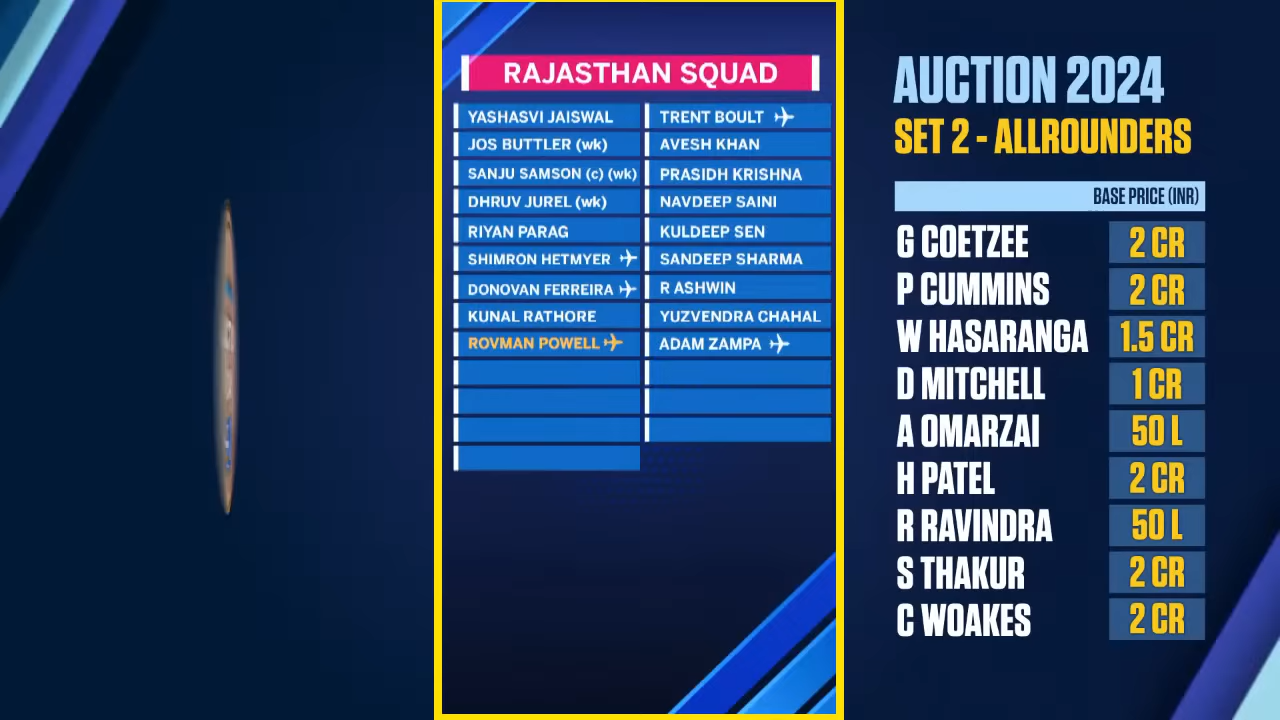 RAJASTHAN SQUAD
YASHASVI JAISWAL
JOS BUTTLER (wk)
SANJU SAMSON (c) (wk)
DHRUV JUREL (wk)
RIYAN PARAG
SHIMRON HETMYER
DONOVAN FERREIRA
KUNAL RATHORE
ROVMAN POWELL
TRENT BOULT
AVESH KHAN
PRASIDH KRISHNA
NAVDEEP SAINI
KULDEEP SEN
SANDEEP SHARMA
R ASHWIN
YUZVENDRA CHAHAL
ADAM ZAMPA
AUCTION 2024
SET 2 - ALLROUNDERS
BASE PRICE (INR)
G COETZEE 2 CR
P CUMMINS 2 CR
W HASARANGA 1.5 CR
D MITCHELL 1 CR
A OMARZAI 50 L
H PATEL 2 CR
R RAVINDRA 50 L
S THAKUR 2 CR
C WOAKES 2 CR